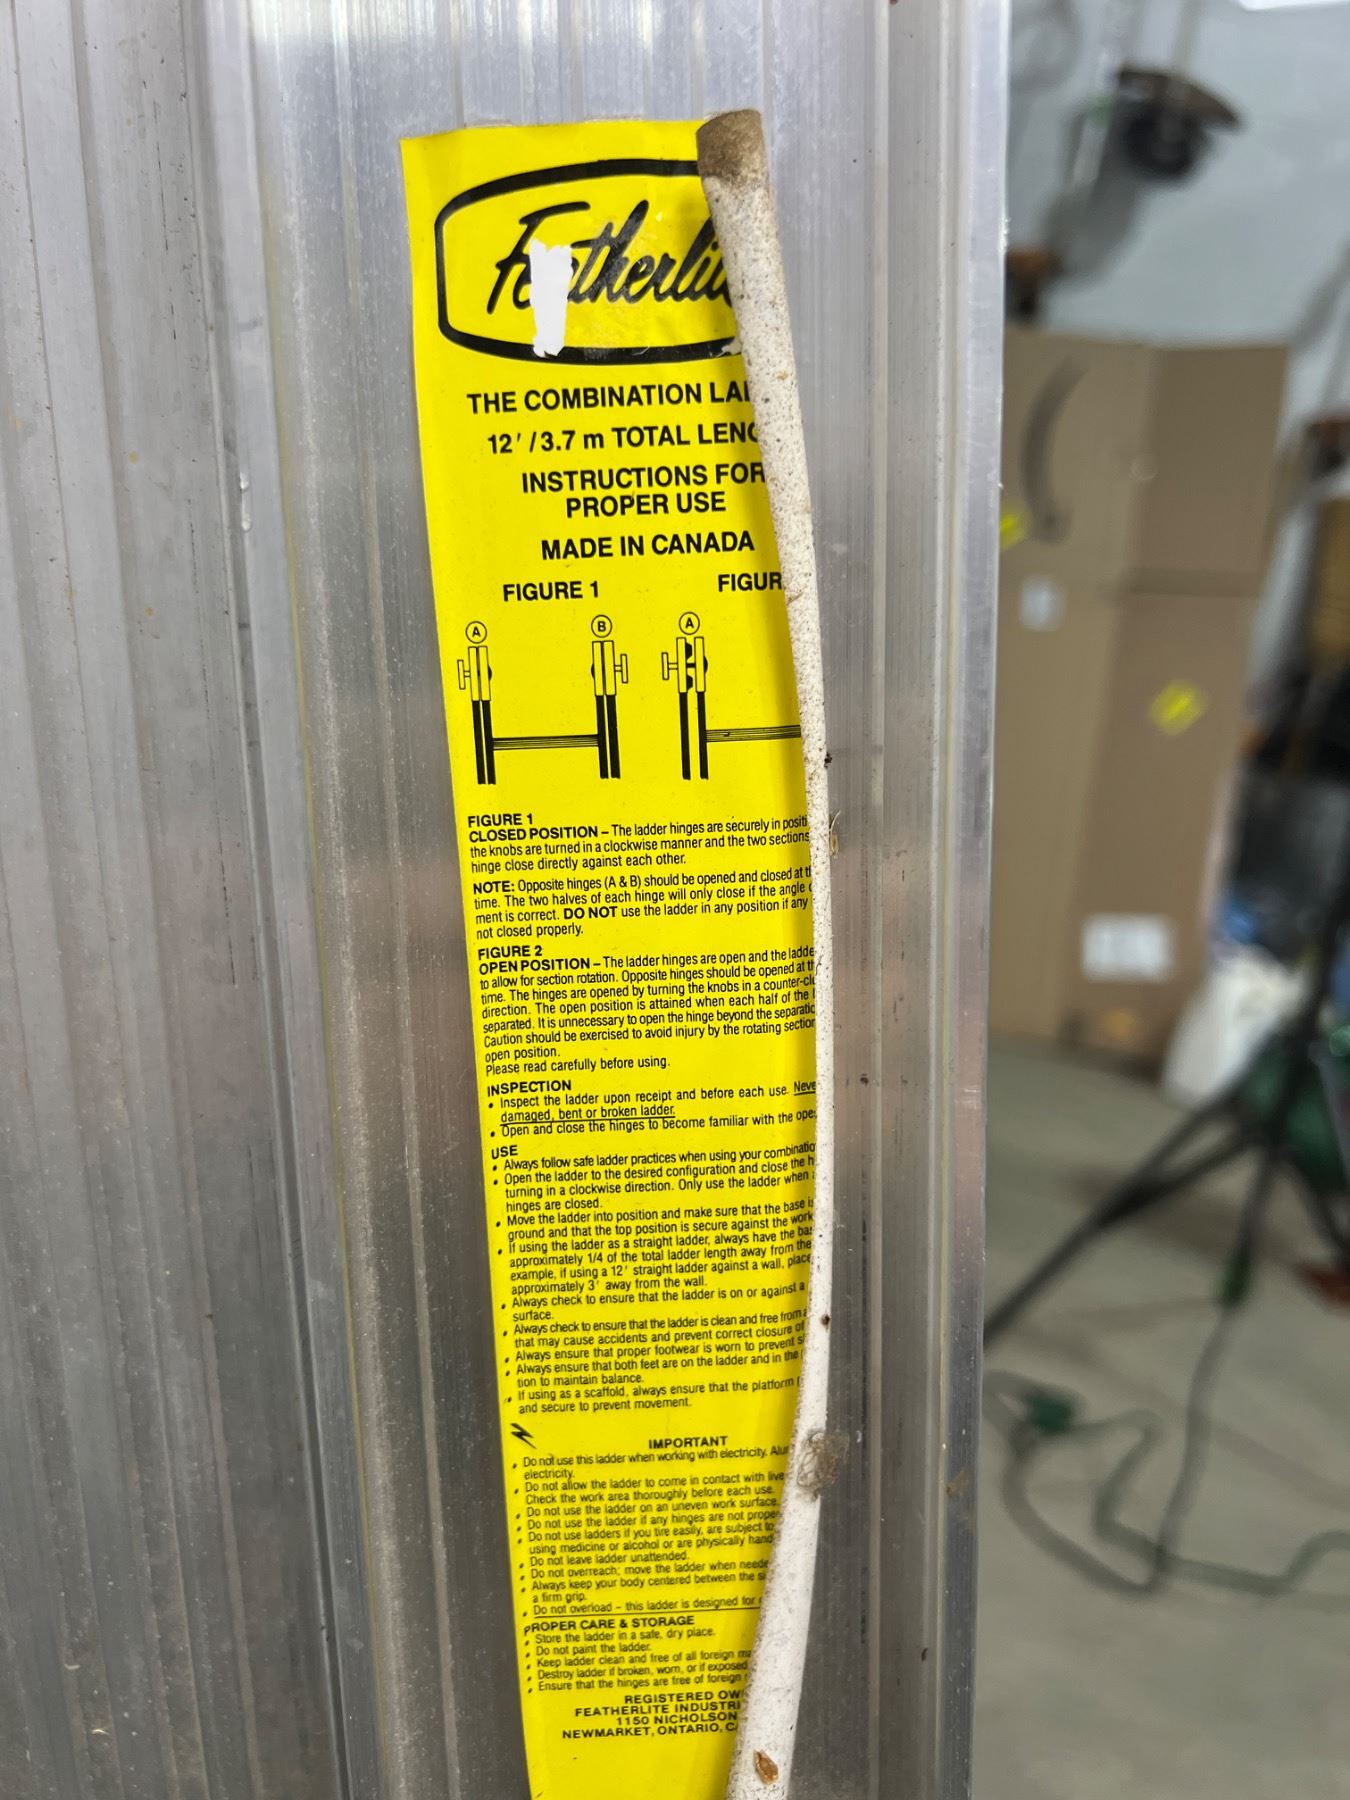 Featherli
THE COMBINATION LA
12'/3.7 m TOTAL LENG
INSTRUCTIONS FOR
PROPER USE
MADE IN CANADA
FIGURE 1 FIGUR
A B A
FIGURE 1
CLOSED POSITION – The ladder hinges are securely in positi
the knobs are turned in a clockwise manner and the two sections
hinge close directly against each other.
NOTE: Opposite hinges (A & B) should be opened and closed at t
time. The two halves of each hinge will only close if the angle
ment is correct. DO NOT use the ladder in any position if any
not closed properly.
FIGURE 2
OPEN POSITION – The ladder hinges are open and the ladde
to allow for section rotation. Opposite hinges should be opened at th
time. The hinges are opened by turning the knobs in a counter-cl
direction. The open position is attained when each half of the
separated. It is unnecessary to open the hinge beyond the separatio
Caution should be exercised to avoid injury by the rotating section
open position.
Please read carefully before using.
INSPECTION
• Inspect the ladder upon receipt and before each use. Neve
damaged, bent or broken ladder.
• Open and close the hinges to become familiar with the ope
USE
• Always follow safe ladder practices when using your combinatio
• Open the ladder to the desired configuration and close the h
turning in a clockwise direction. Only use the ladder when
hinges are closed.
• Move the ladder into position and make sure that the base i
ground and that the top position is secure against the work
• If using the ladder as a straight ladder, always have the bas
approximately 1/4 of the total ladder length away from the
example, if using a 12' straight ladder against a wall, place
approximately 3' away from the wall.
• Always check to ensure that the ladder is on or against a
surface.
• Always check to ensure that the ladder is clean and free from
that may cause accidents and prevent correct closure of
• Always ensure that proper footwear is worn to prevent s
• Always ensure that both feet are on the ladder and in the
tion to maintain balance.
• If using as a scaffold, always ensure that the platform
and secure to prevent movement.
IMPORTANT
• Do not use this ladder when working with electricity. Alu
electricity.
• Do not allow the ladder to come in contact with live
Check the work area thoroughly before each use.
• Do not use the ladder on an uneven work surface.
• Do not use the ladder if any hinges are not prope
• Do not use ladders if you tire easily, are subject to
using medicine or alcohol or are physically hand
• Do not leave ladder unattended.
• Do not overreach; move the ladder when neede
• Always keep your body centered between the si
a firm grip.
• Do not overload – this ladder is designed for
PROPER CARE & STORAGE
• Store the ladder in a safe, dry place.
• Do not paint the ladder.
• Keep ladder clean and free of all foreign ma
• Destroy ladder if broken, worn, or if exposed
• Ensure that the hinges are free of foreign
REGISTERED OW
FEATHERLITE INDUSTRI
1150 NICHOLSON
NEWMARKET, ONTARIO, C